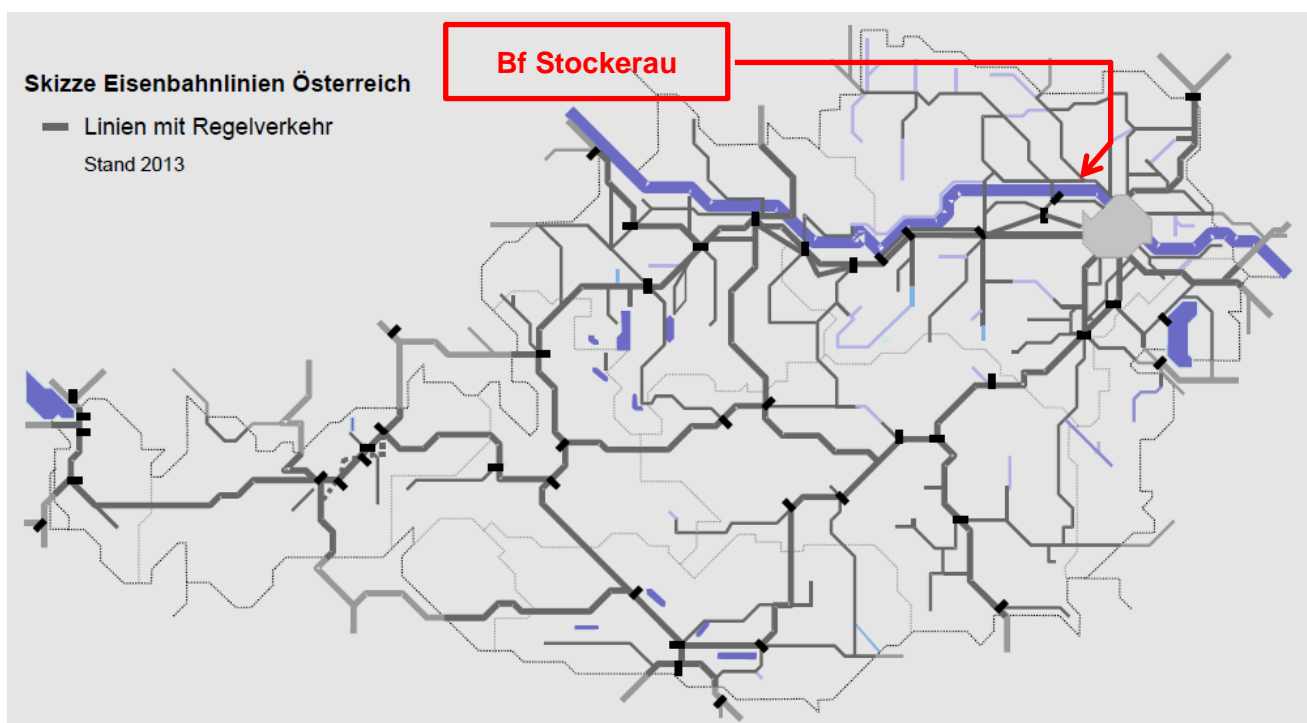 Bf Stockerau
Skizze Eisenbahnlinien Österreich
Linien mit Regelverkehr
Stand 2013